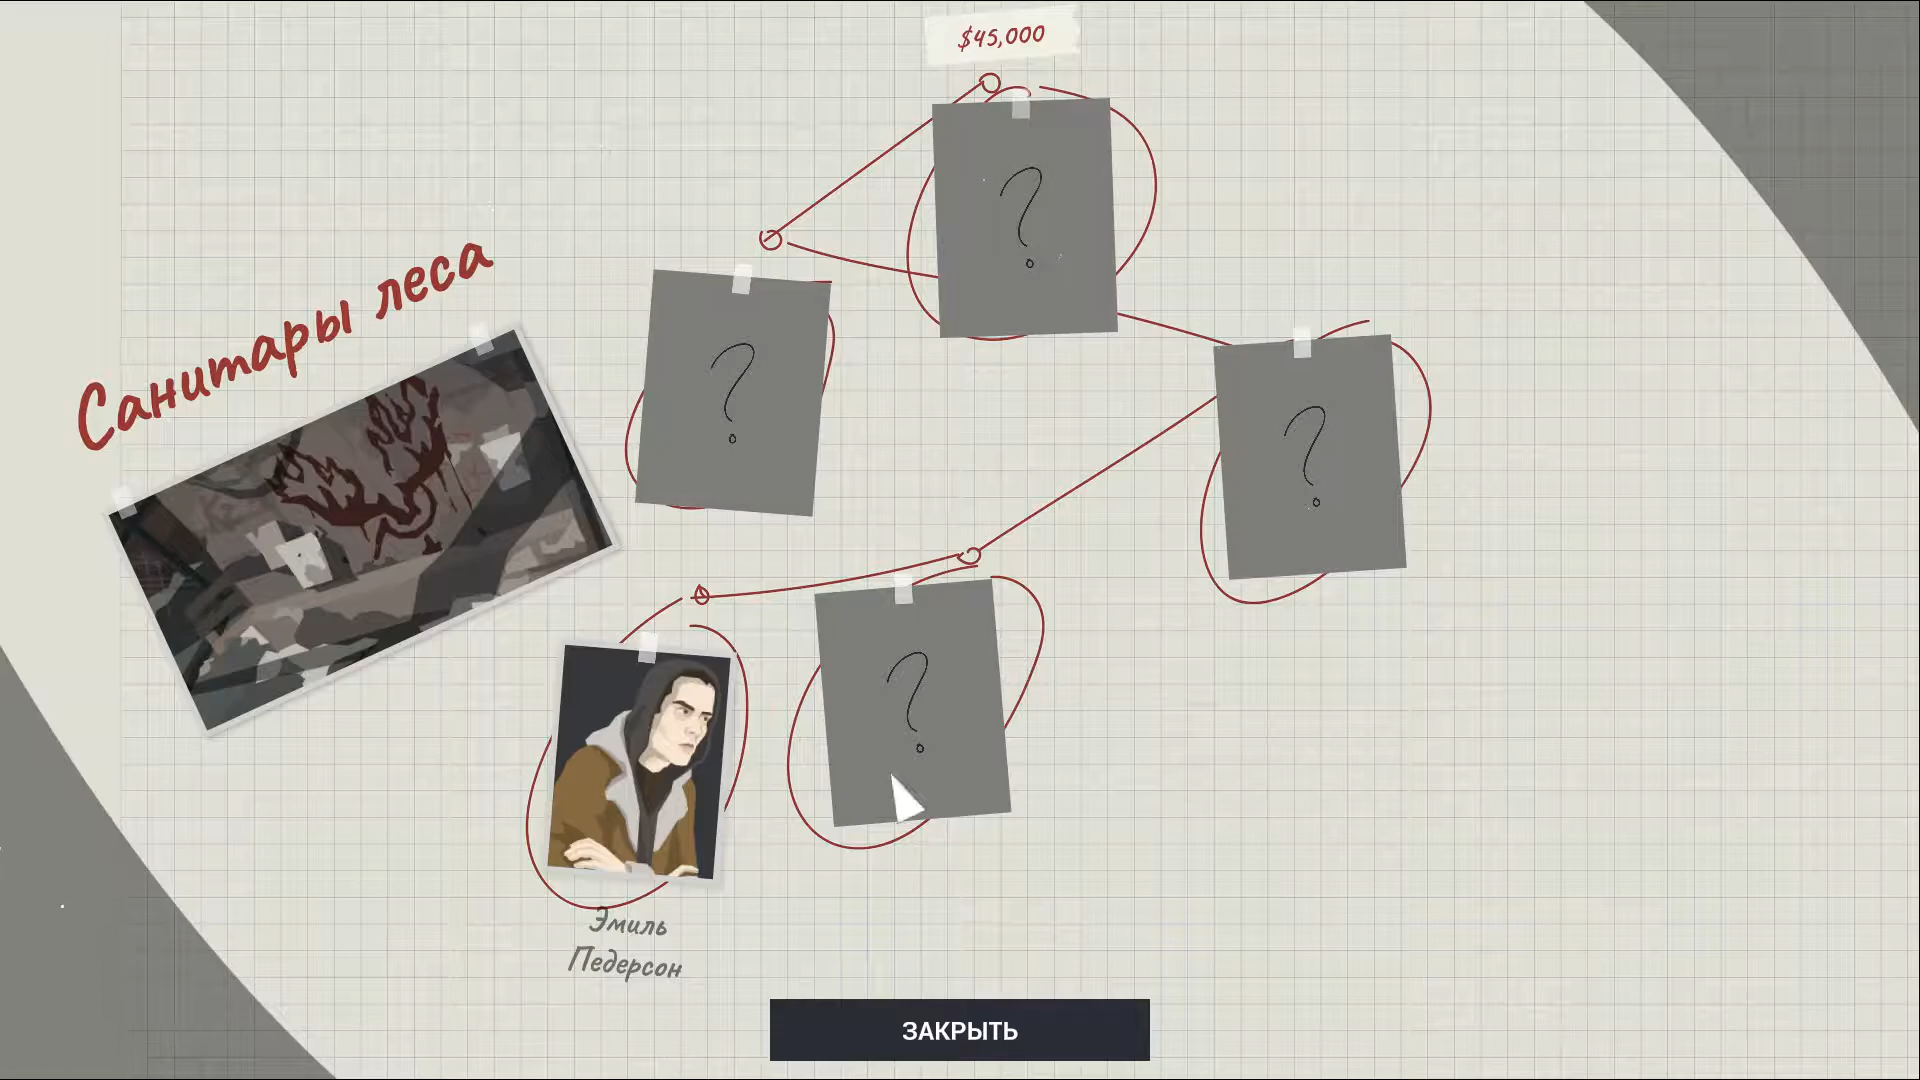 $45,000
Санитары леса
?
?
?
?
Эмиль
Педерсон
ЗАКРЫТЬ